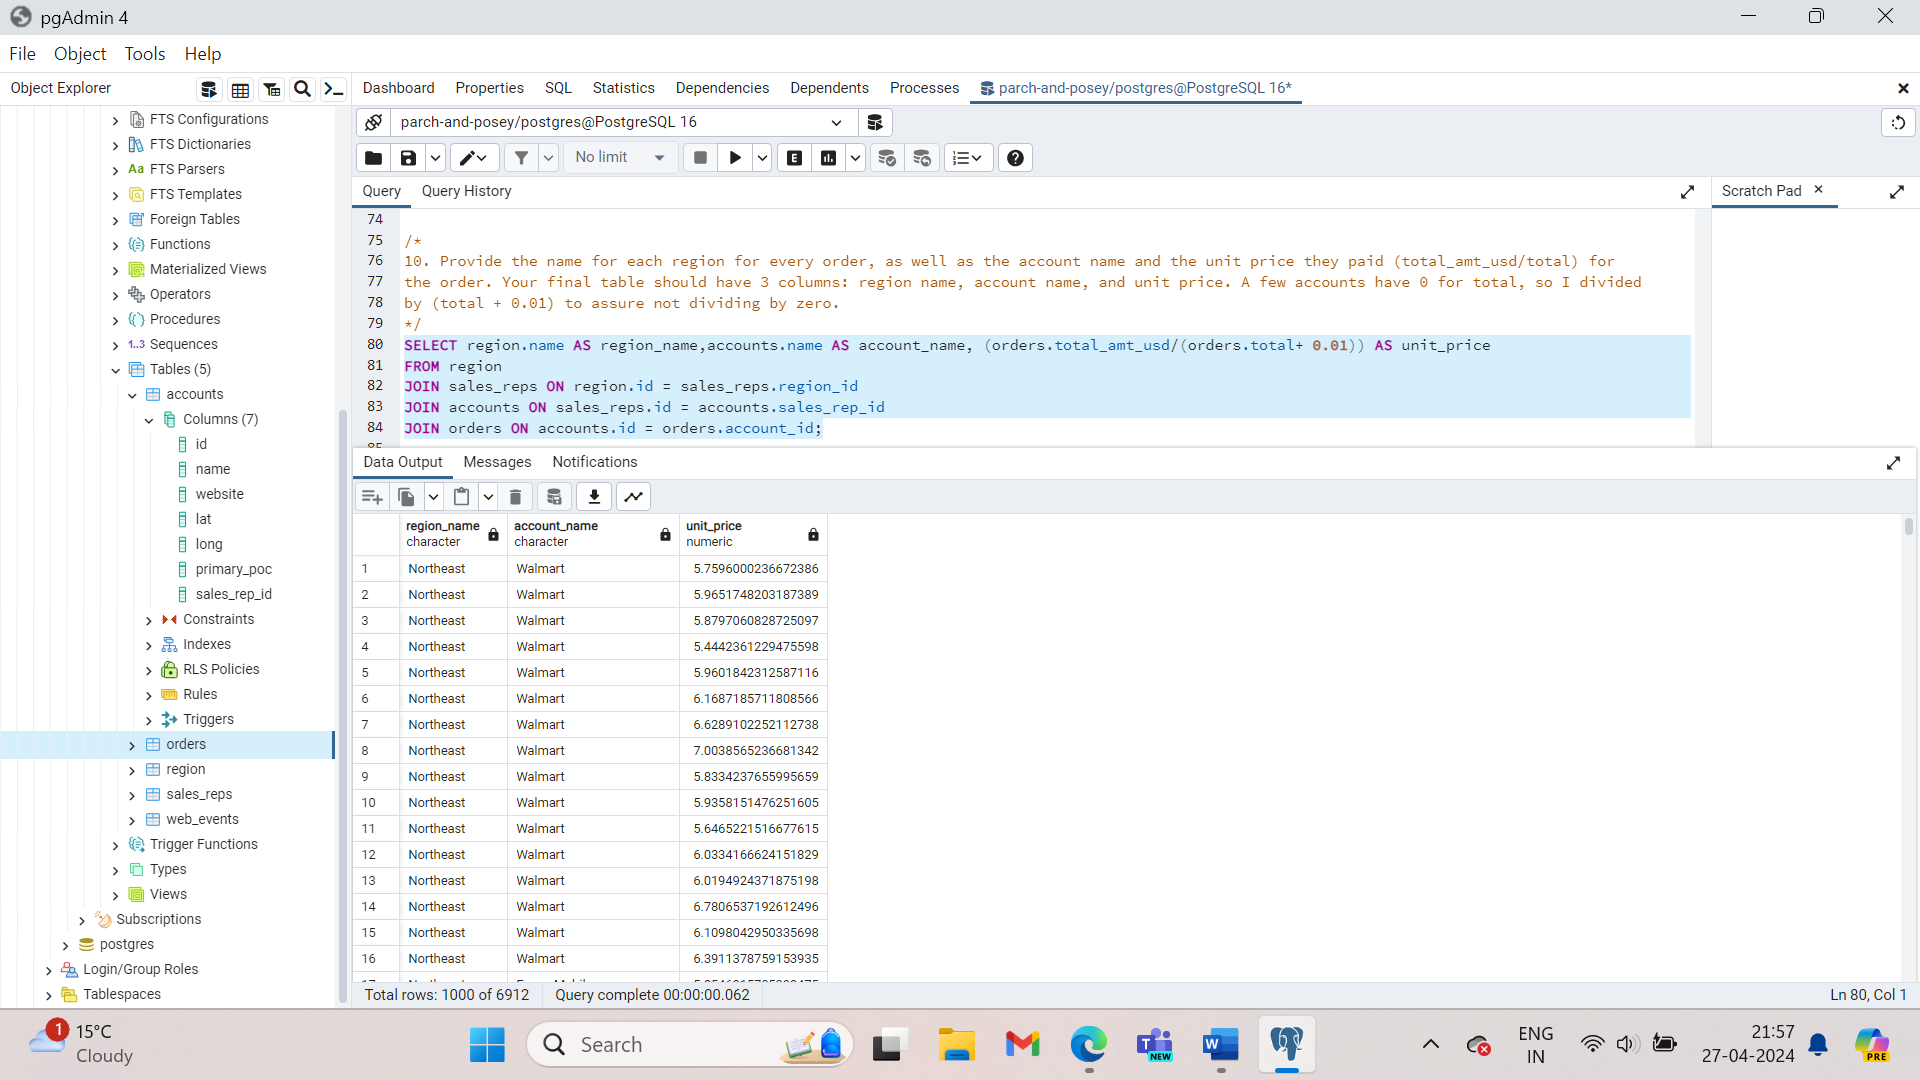 pgAdmin 4
File Object Tools Help
Object Explorer
Dashboard Properties SQL Statistics Dependencies Dependents Processes parch-and-posey/postgres@PostgreSQL 16*
parch-and-posey/postgres@PostgreSQL 16
No limit
E
Query Query History
Scratch Pad
FTS Configurations
FTS Dictionaries
Aa FTS Parsers
FTS Templates
Foreign Tables
Functions
Materialized Views
Operators
Procedures
1..3 Sequences
Tables (5)
accounts
Columns (7)
id
name
website
lat
long
primary_poc
sales_rep_id
Constraints
Indexes
RLS Policies
Rules
Triggers
orders
region
sales_reps
web_events
Trigger Functions
Types
Views
Subscriptions
postgres
Login/Group Roles
Tablespaces
74
75 /*
76 10. Provide the name for each region for every order, as well as the account name and the unit price they paid (total_amt_usd/total) for
77 the order. Your final table should have 3 columns: region name, account name, and unit price. A few accounts have 0 for total, so I divided
78 by (total + 0.01) to assure not dividing by zero.
79 */
80 SELECT region.name AS region_name,accounts.name AS account_name, (orders.total_amt_usd/(orders.total+ 0.01)) AS unit_price
81 FROM region
82 JOIN sales_reps ON region.id = sales_reps.region_id
83 JOIN accounts ON sales_reps.id = accounts.sales_rep_id
84 JOIN orders ON accounts.id = orders.account_id;
85
Data Output Messages Notifications
region_name account_name unit_price
character character numeric
1 Northeast Walmart 5.7596000236672386
2 Northeast Walmart 5.9651748203187389
3 Northeast Walmart 5.8797060828725097
4 Northeast Walmart 5.4442361229475598
5 Northeast Walmart 5.9601842312587116
6 Northeast Walmart 6.1687185711808566
7 Northeast Walmart 6.6289102252112738
8 Northeast Walmart 7.0038565236681342
9 Northeast Walmart 5.8334237655995659
10 Northeast Walmart 5.9358151476251605
11 Northeast Walmart 5.6465221516677615
12 Northeast Walmart 6.0334166624151829
13 Northeast Walmart 6.0194924371875198
14 Northeast Walmart 6.7806537192612496
15 Northeast Walmart 6.1098042950335698
16 Northeast Walmart 6.3911378759153935
Total rows: 1000 of 6912 Query complete 00:00:00.062 Ln 80, Col 1
1 15°C
Cloudy
Search
NEW
ENG
IN
21:57
27-04-2024
PRE